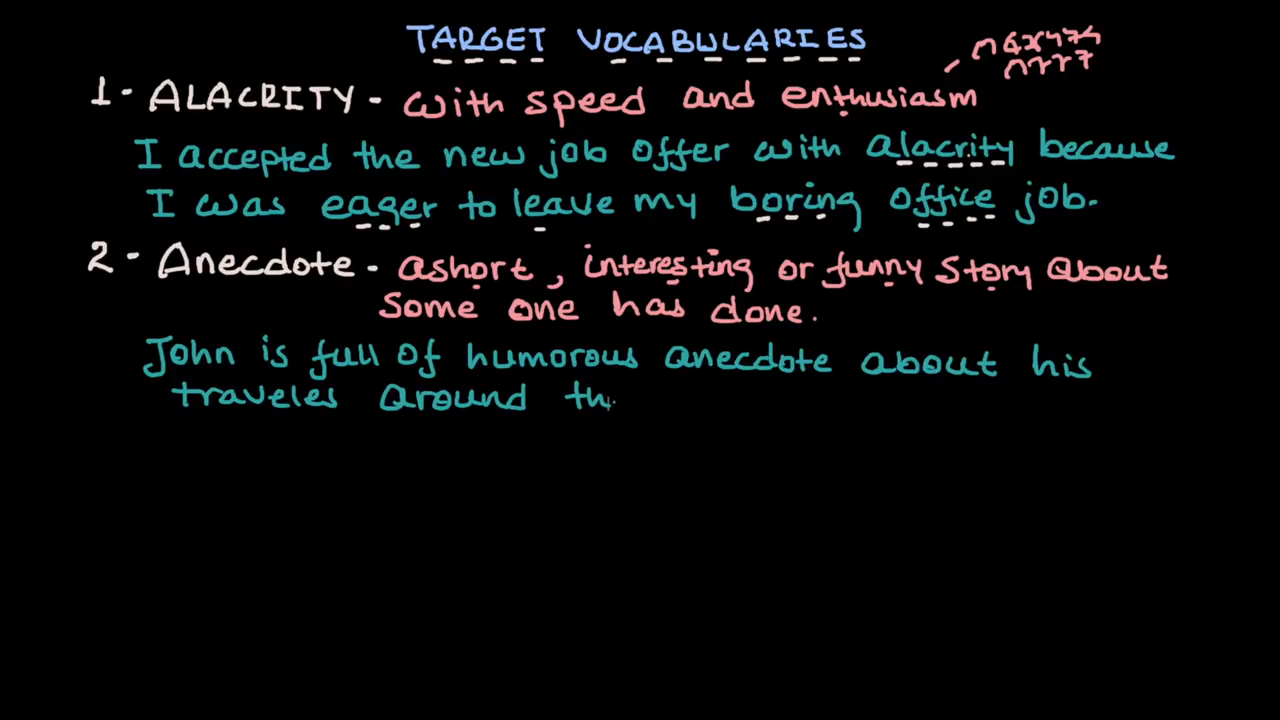 TARGET VOCABULARIES
1- ALACRITY - with speed and enthusiasm
I accepted the new job offer with alacrity because
I was eager to leave my boring office job.
2- Anecdote - ashort, interesting or funny Story About
Some one has done.
John is full of humorous anecdote about his
traveles around th